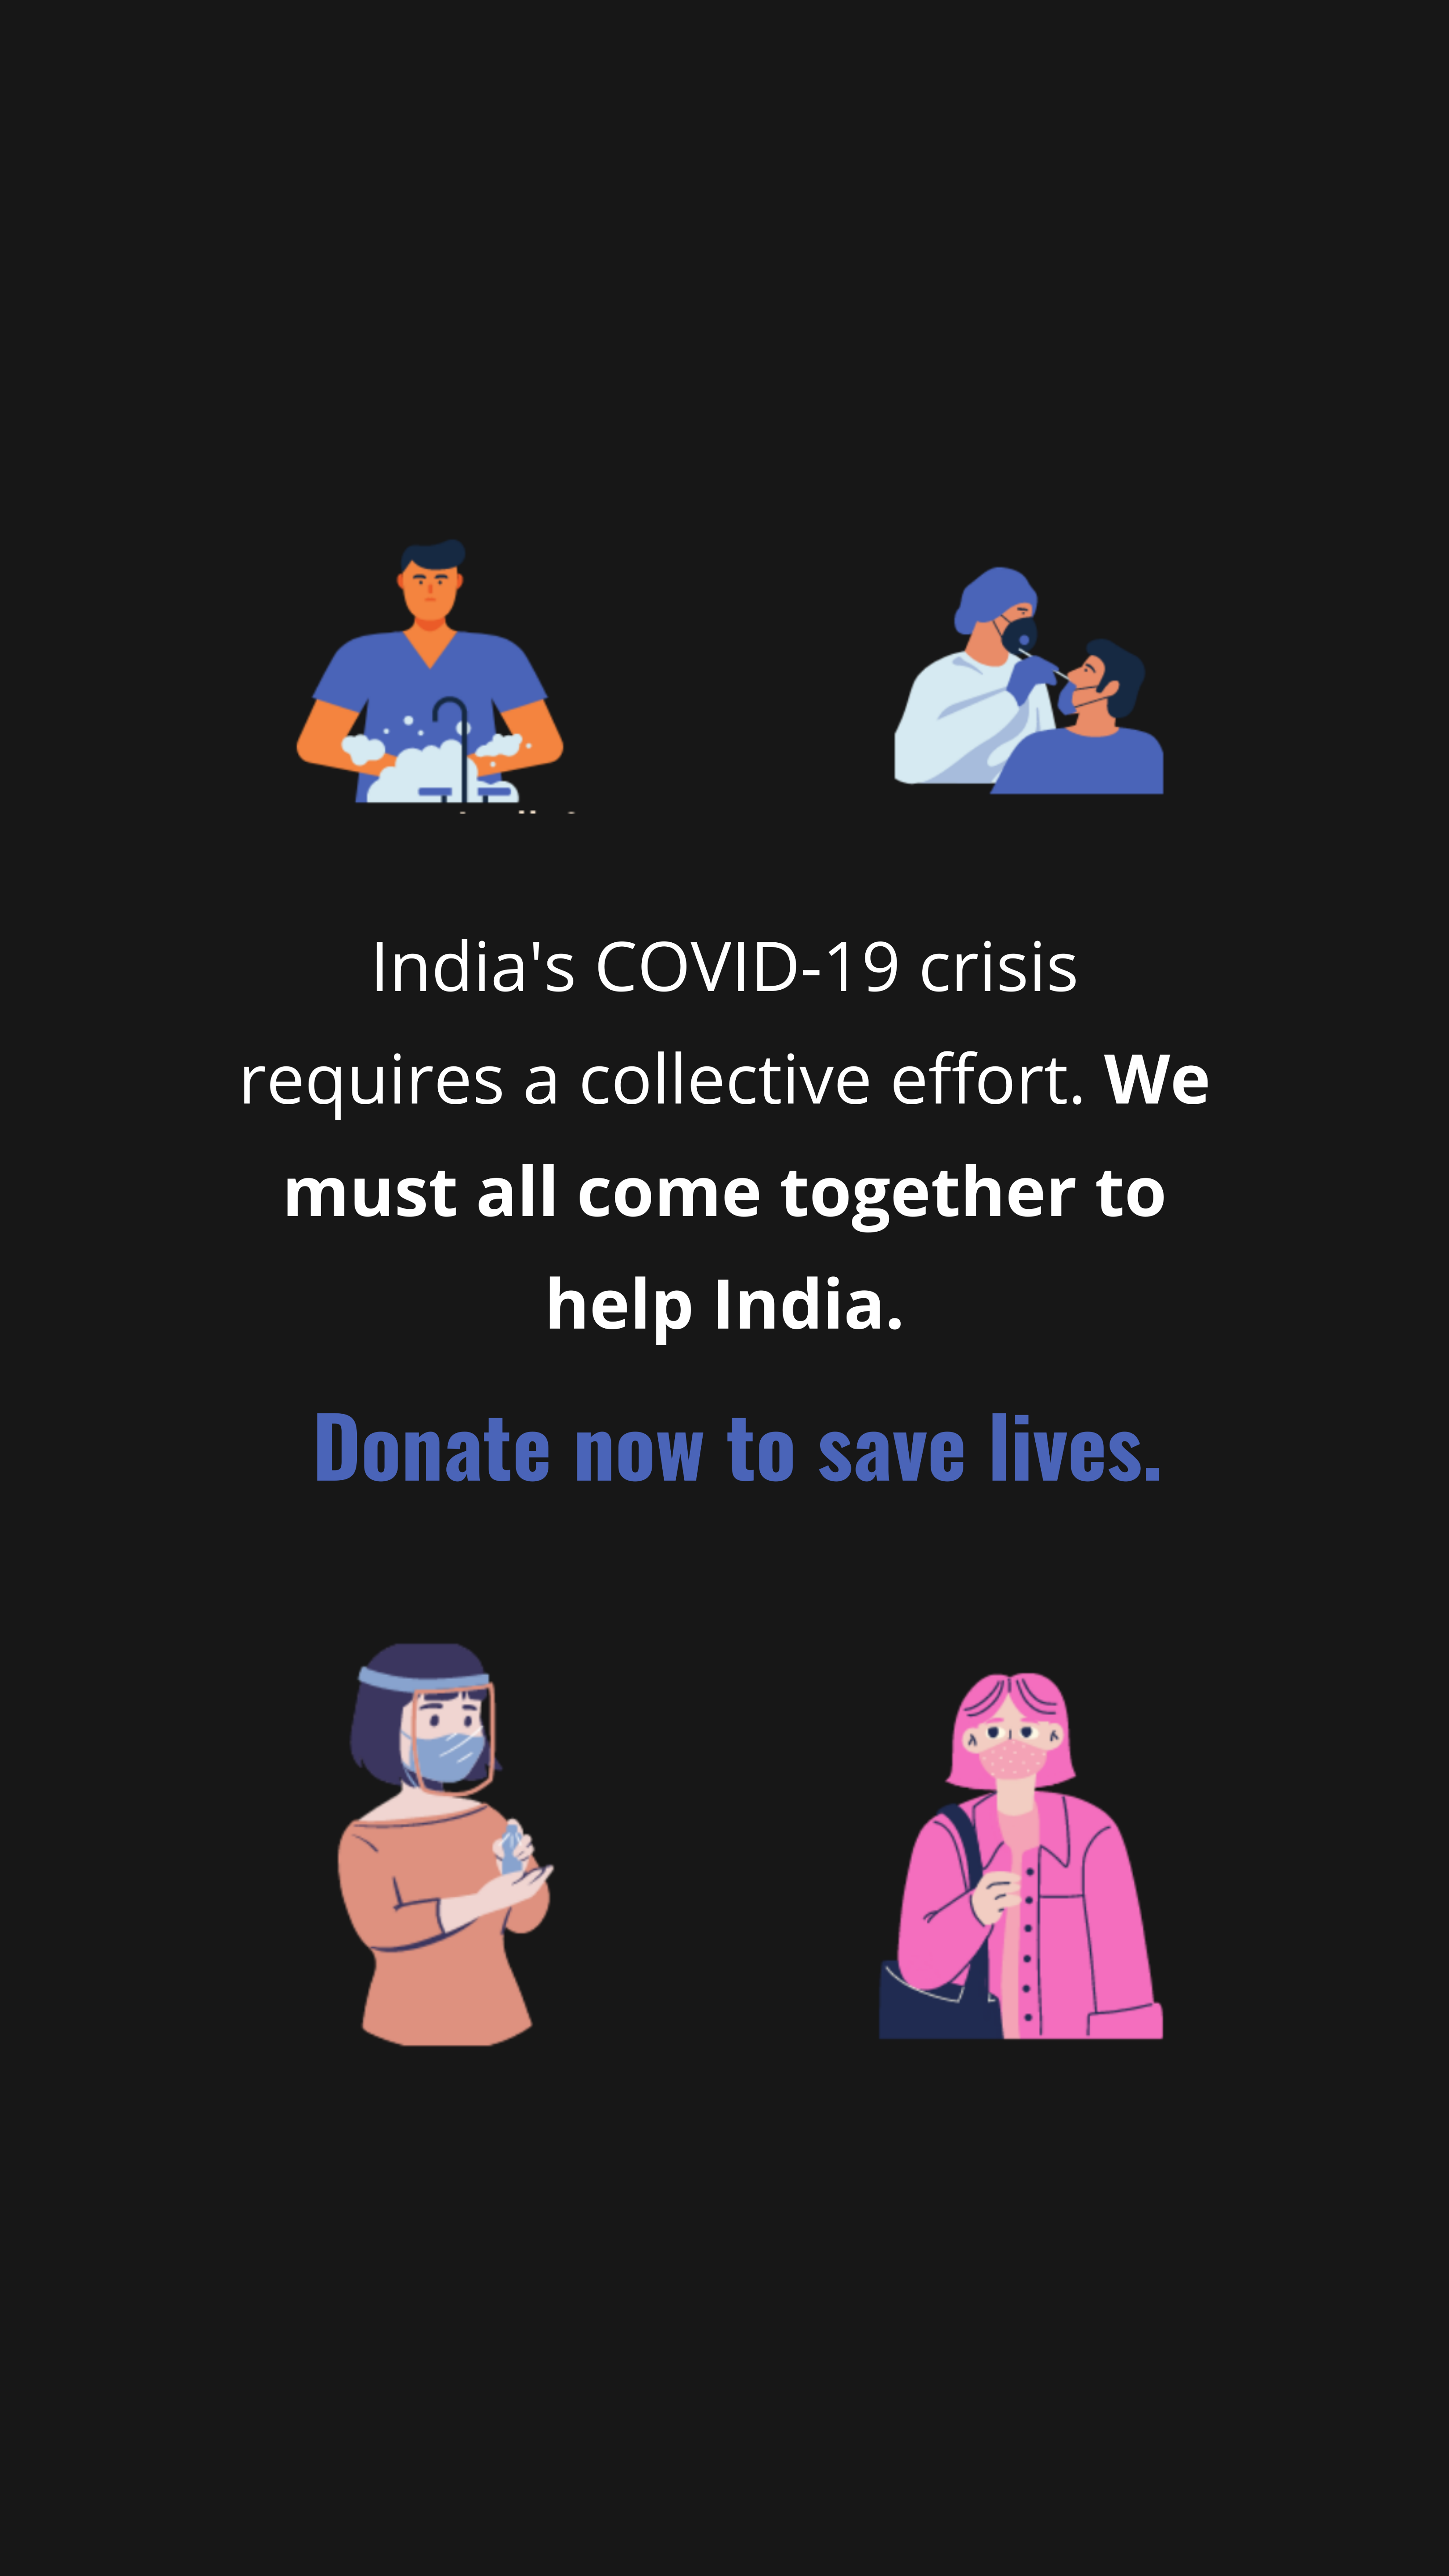 India's COVID-19 crisis
requires a collective effort. We
must all come together to
help India.
Donate now to save lives.